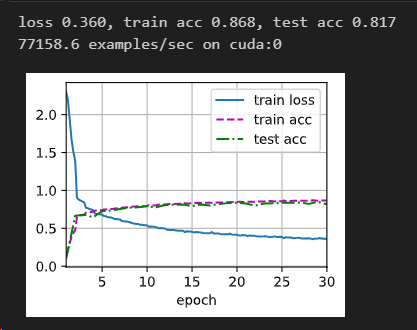 loss 0.360, train acc 0.868, test acc 0.817
77158.6 examples/sec on cuda:0
train loss
train acc
test acc
2.0
1.5
1.0
0.5
0.0
5 10 15 20 25 30
epoch